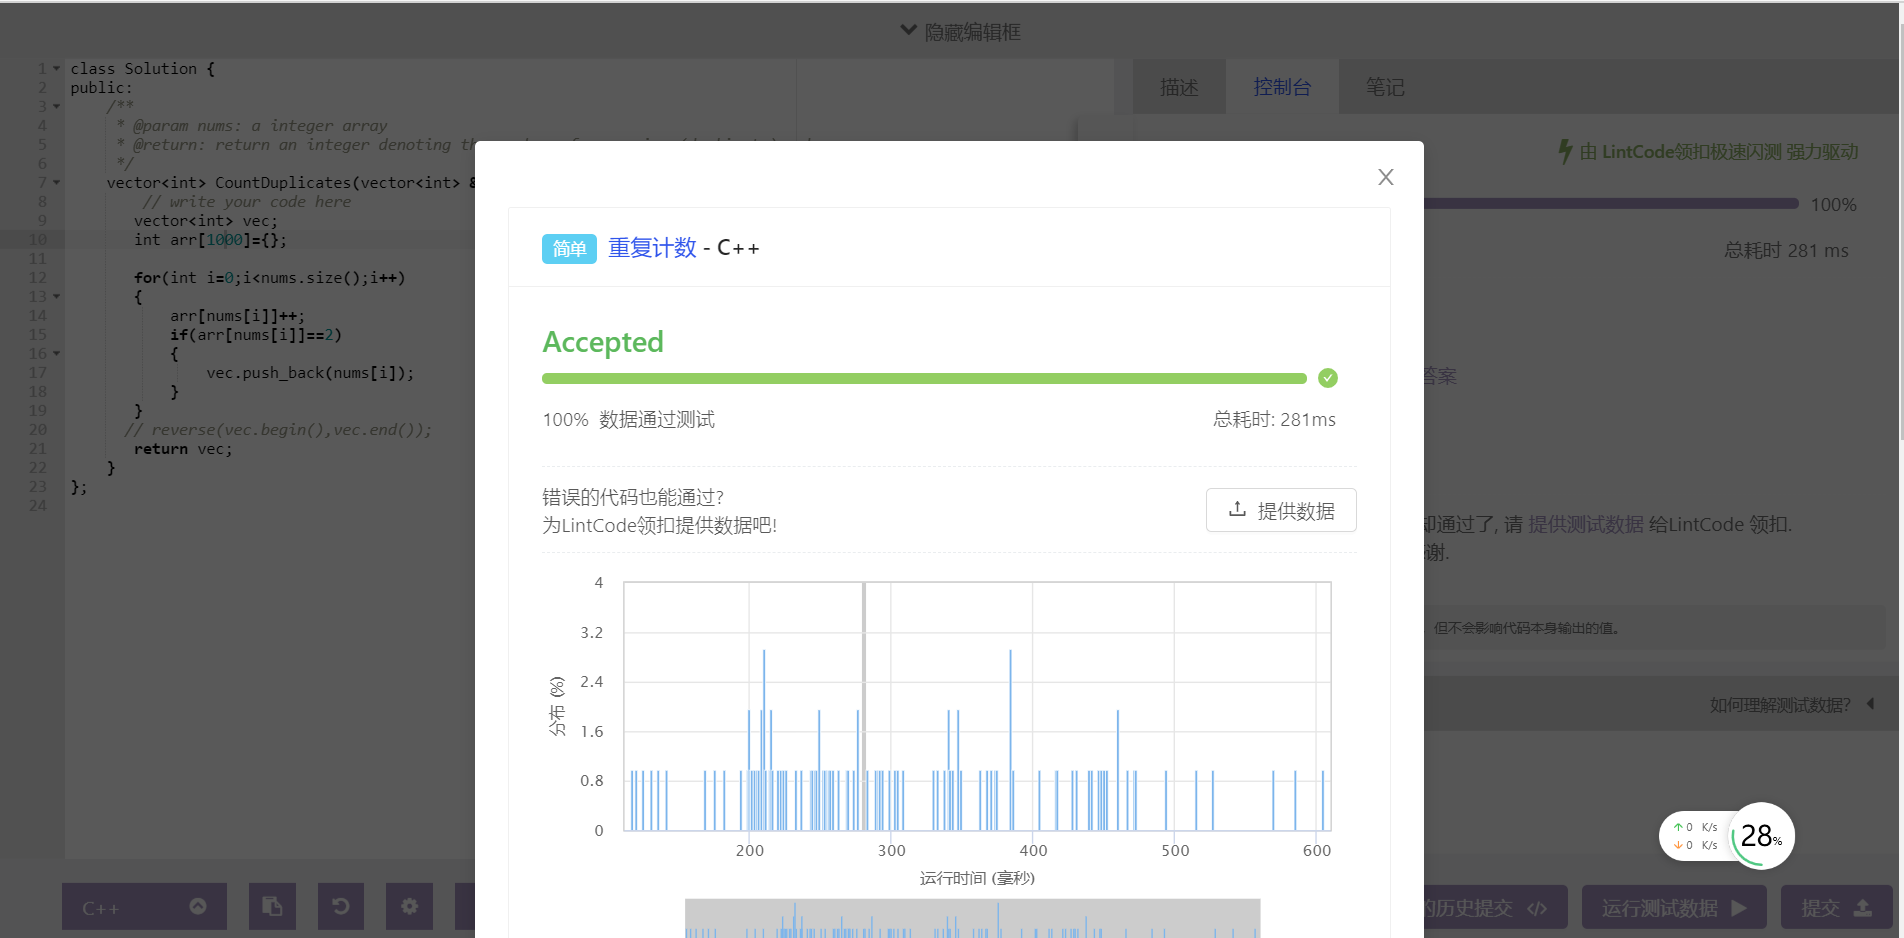 隐藏编辑框
1 class Solution {
2 public:
3 /**
4 * @param nums: a integer array
5 * @return: return an integer denoting th
6 */
7 vector<int> CountDuplicates(vector<int> &
8 // write your code here
9 vector<int> vec;
10 int arr[1000]={};
11
12 for(int i=0;i<nums.size();i++)
13 {
14 arr[nums[i]]++;
15 if(arr[nums[i]]==2)
16 {
17 vec.push_back(nums[i]);
18 }
19 }
20 // reverse(vec.begin(),vec.end());
21 return vec;
22 }
23 };
24
C++
描述 控制台 笔记
由 LintCode领扣极速闪测 强力驱动
100%
总耗时 281 ms
答案
却通过了, 请 提供测试数据 给LintCode 领扣.
谢.
但不会影响代码本身输出的值。
如何理解测试数据?
X
简单 重复计数 - C++
Accepted
100% 数据通过测试 总耗时: 281ms
错误的代码也能通过?
为LintCode领扣提供数据吧!
提供数据
4
3.2
2.4
1.6
0.8
0
分布 (%)
200 300 400 500 600
运行时间 (毫秒)
0 K/s
0 K/s
28%
的历史提交 </> 运行测试数据 提交